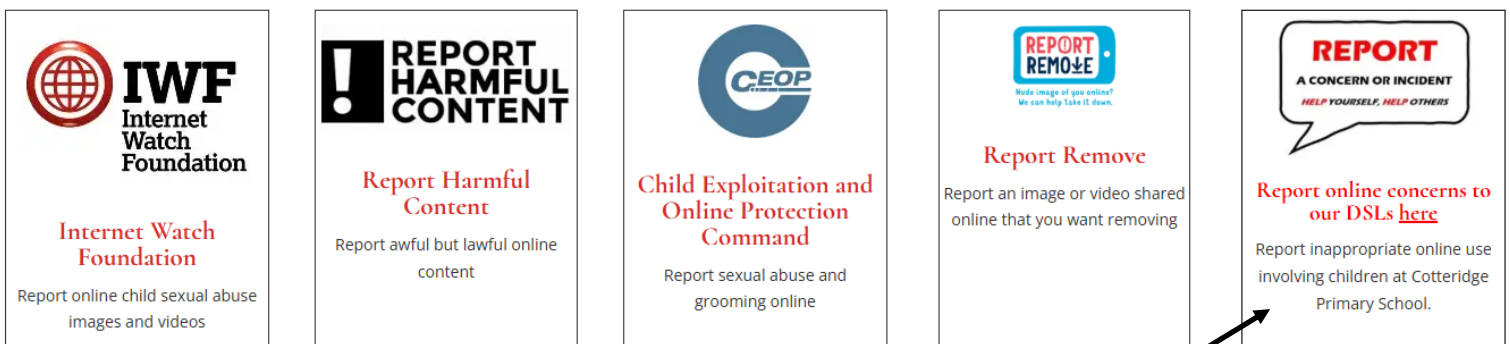 IWF
Internet
Watch
Foundation
Internet Watch
Foundation
Report online child sexual abuse
images and videos
REPORT
HARMFUL
CONTENT
Report Harmful
Content
Report awful but lawful online
content
CEOP
Child Exploitation and
Online Protection
Command
Report sexual abuse and
grooming online
REPORT
REMOVE
Nude image of you online?
We can help take it down.
Report Remove
Report an image or video shared
online that you want removing
REPORT
A CONCERN OR INCIDENT
HELP YOURSELF, HELP OTHERS
Report online concerns to
our DSLs here
Report inappropriate online use
involving children at Cotteridge
Primary School.